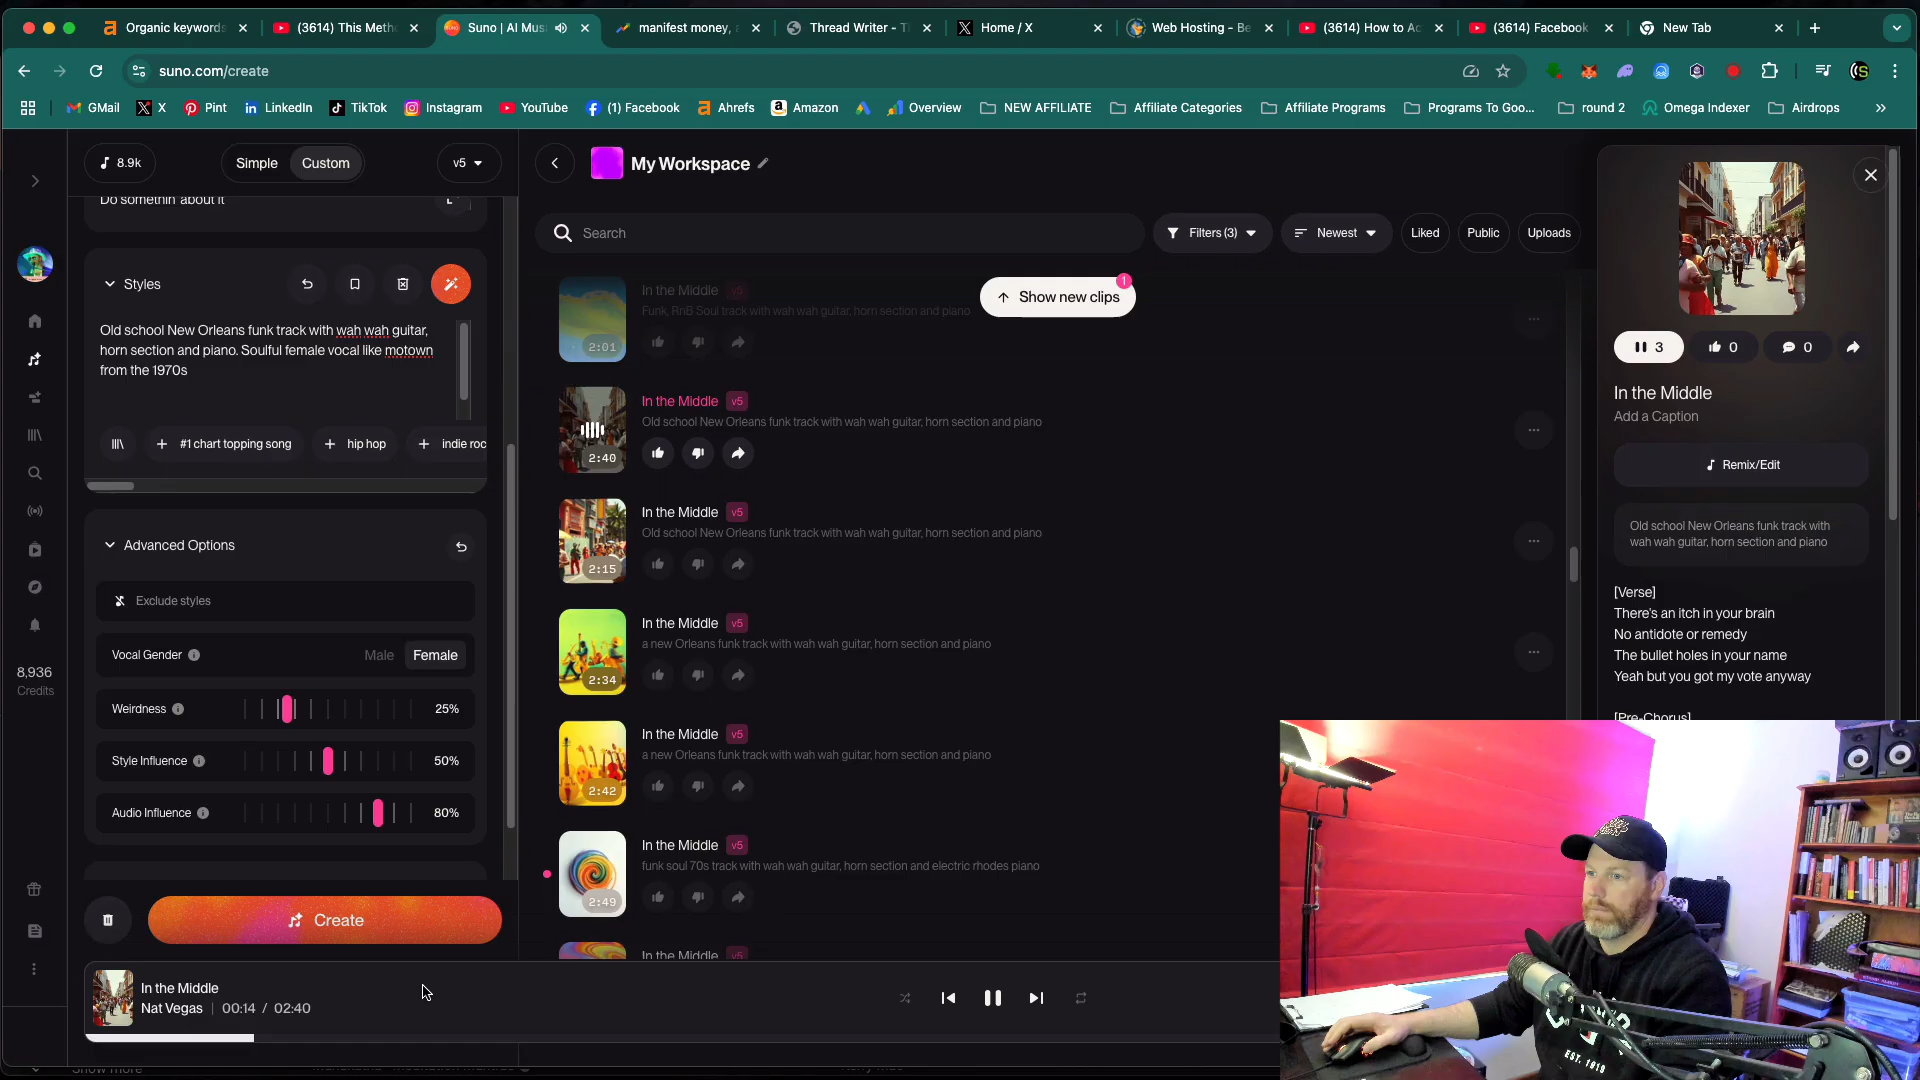 Organic keywords
(3614) This Metho
Suno | AI Mus
manifest money, a
Thread Writer - T
Home / X
Web Hosting - Be
(3614) How to Ac
(3614) Facebook
New Tab
suno.com/create
GMail
X
Pint
LinkedIn
TikTok
Instagram
YouTube
(1) Facebook
Ahrefs
Amazon
Overview
NEW AFFILIATE
Affiliate Categories
Affiliate Programs
Programs To Goo...
round 2
Omega Indexer
Airdrops
8.9k
Simple
Custom
v5
My Workspace
Do somethin' about it
Search
Filters (3)
Newest
Liked
Public
Uploads
Styles
Old school New Orleans funk track with wah wah guitar,
horn section and piano. Soulful female vocal like motown
from the 1970s
#1 chart topping song
hip hop
indie roc
Advanced Options
Exclude styles
Vocal Gender
Male
Female
Weirdness
25%
Style Influence
50%
Audio Influence
80%
8,936
Credits
Create
In the Middle v5
Funk, RnB Soul track with wah wah guitar, horn section and piano
2:01
Show new clips
1
In the Middle v5
Old school New Orleans funk track with wah wah guitar, horn section and piano
2:40
In the Middle v5
Old school New Orleans funk track with wah wah guitar, horn section and piano
2:15
In the Middle v5
a new Orleans funk track with wah wah guitar, horn section and piano
2:34
In the Middle v5
a new Orleans funk track with wah wah guitar, horn section and piano
2:42
In the Middle v5
funk soul 70s track with wah wah guitar, horn section and electric rhodes piano
2:49
In the Middle v5
3
0
0
In the Middle
Add a Caption
Remix/Edit
Old school New Orleans funk track with
wah wah guitar, horn section and piano
[Verse]
There's an itch in your brain
No antidote or remedy
The bullet holes in your name
Yeah but you got my vote anyway
[Pre-Chorus]
In the Middle
Nat Vegas
00:14 / 02:40
Show more
EST. 1919